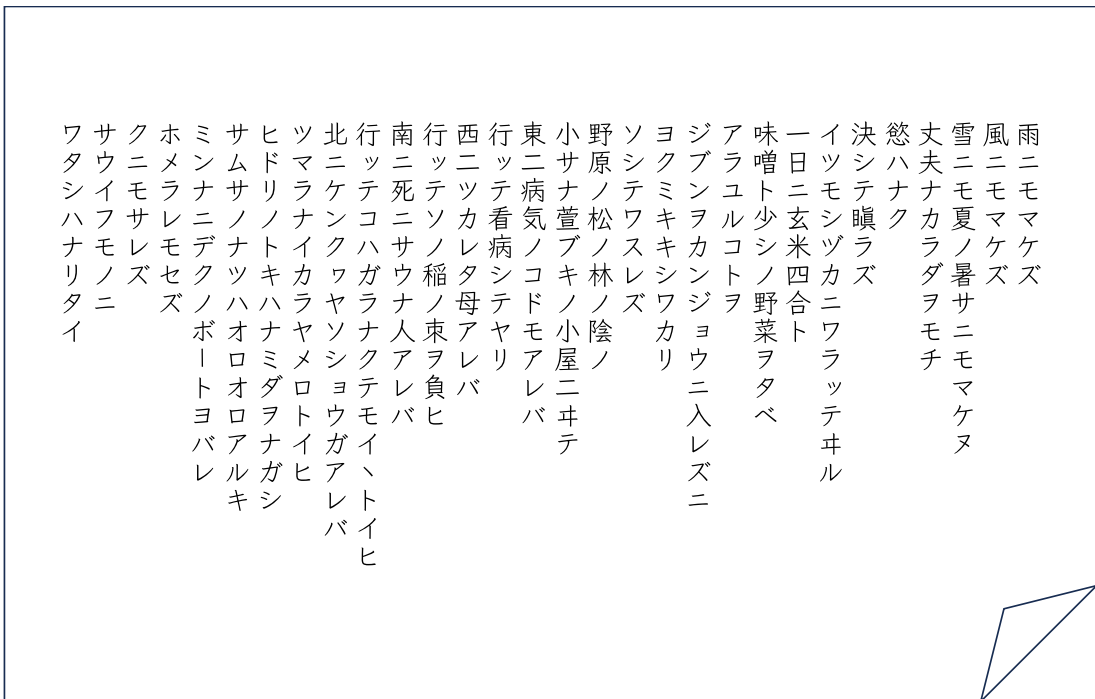 雨ニモマケズ
風ニモマケズ
雪ニモ夏ノ暑サニモマケヌ
丈夫ナカラダヲモチ
慾ハナク
決シテ瞋ラズ
イツモシヅカニワラッテヰル
一日ニ玄米四合ト
味噌ト少シノ野菜ヲタベ
アラユルコトヲ
ジブンヲカンジョウニ入レズニ
ヨクミキキシワカリ
ソシテワスレズ
野原ノ松ノ林ノ陰ノ
小サナ萱ブキノ小屋ニヰテ
東ニ病気ノコドモアレバ
行ッテ看病シテヤリ
西ニツカレタ母アレバ
行ッテソノ稲ノ束ヲ負ヒ
南ニ死ニサウナ人アレバ
行ッテコハガラナクテモイヽトイヒ
北ニケンクヮヤソショウガアレバ
ツマラナイカラヤメロトイヒ
ヒドリノトキハナミダヲナガシ
サムサノナツハオロオロアルキ
ミンナニデクノボートヨバレ
ホメラレモセズ
クニモサレズ
サウイフモノニ
ワタシハナリタイ